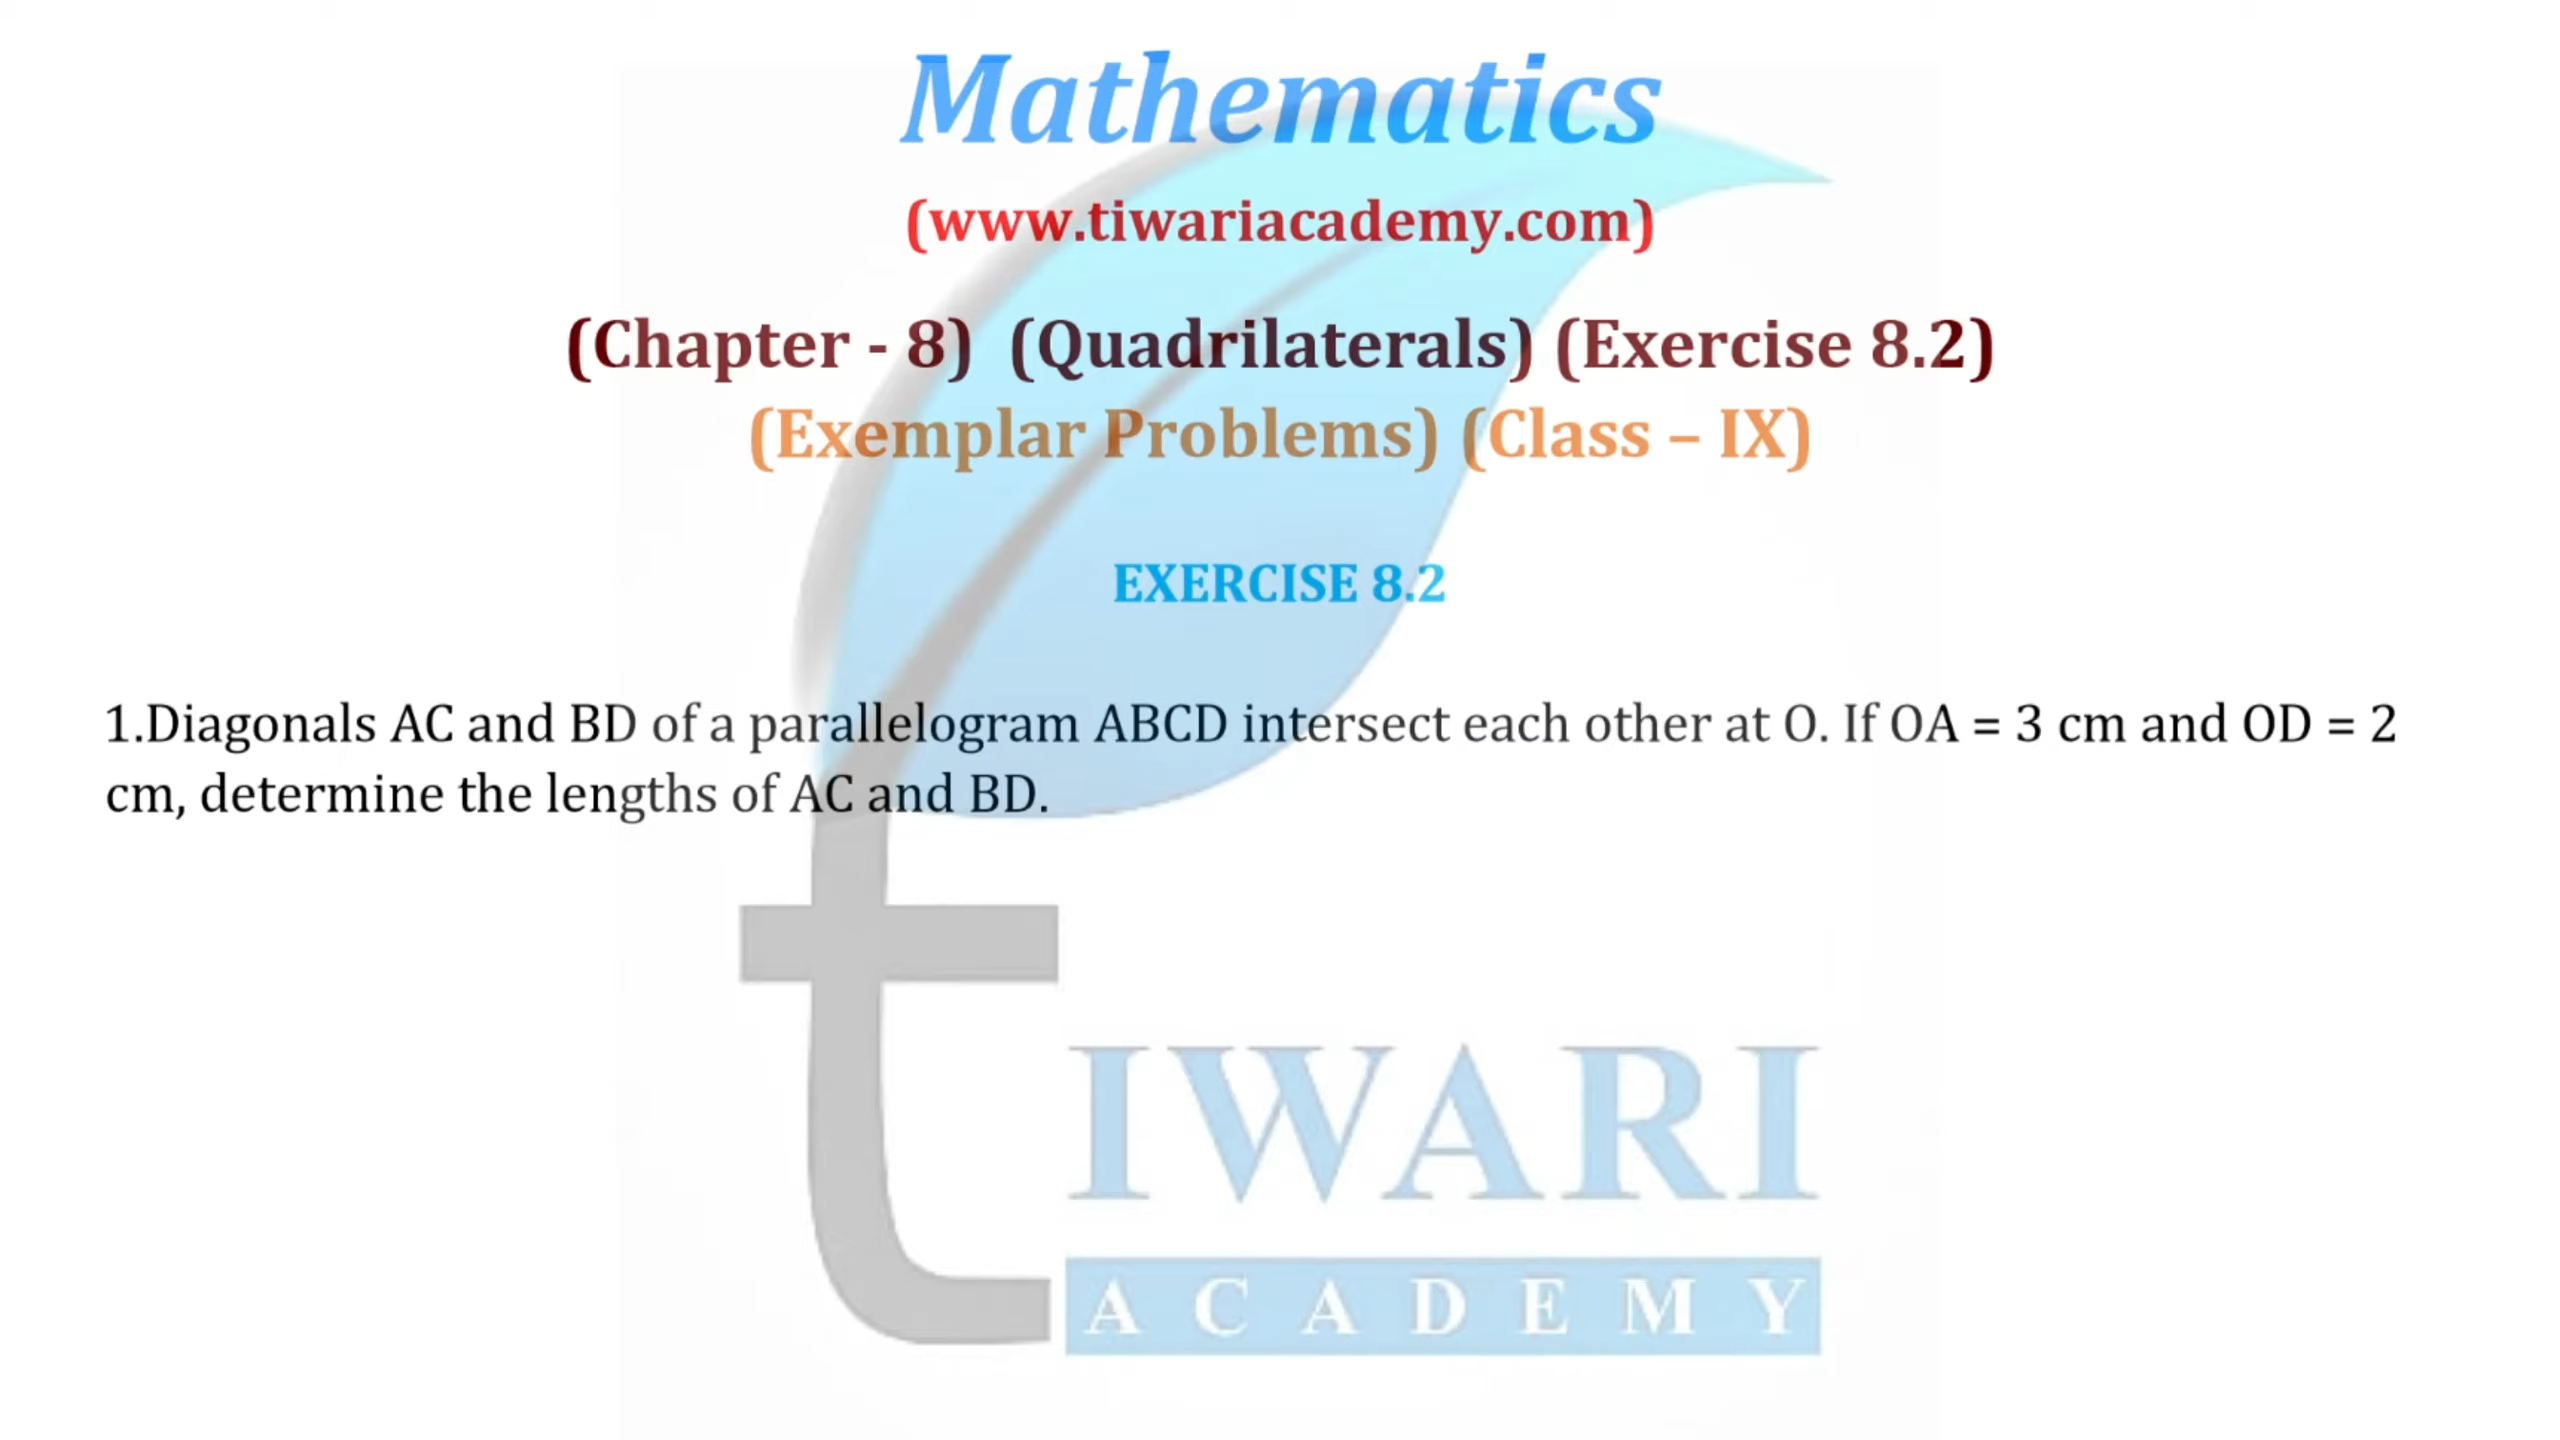 Mathematics
(www.tiwariacademy.com)
(Chapter - 8) (Quadrilaterals) (Exercise 8.2)
(Exemplar Problems) (Class – IX)
EXERCISE 8.2
1.Diagonals AC and BD of a parallelogram ABCD intersect each other at O. If OA = 3 cm and OD = 2
cm, determine the lengths of AC and BD.
tIWARI
ACADEMY